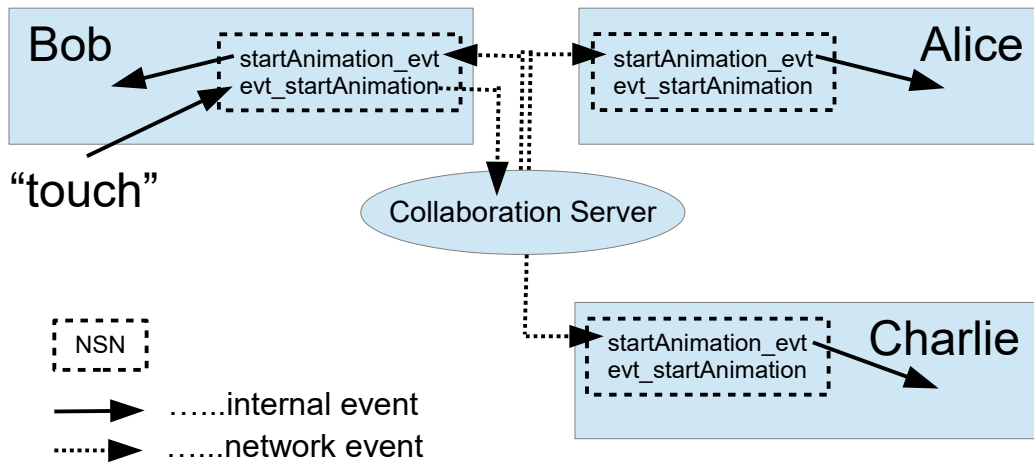 Bob
startAnimation_evt
evt_startAnimation
Alice
startAnimation_evt
evt_startAnimation
“touch”
Collaboration Server
Charlie
startAnimation_evt
evt_startAnimation
NSN
……..internal event
……..network event